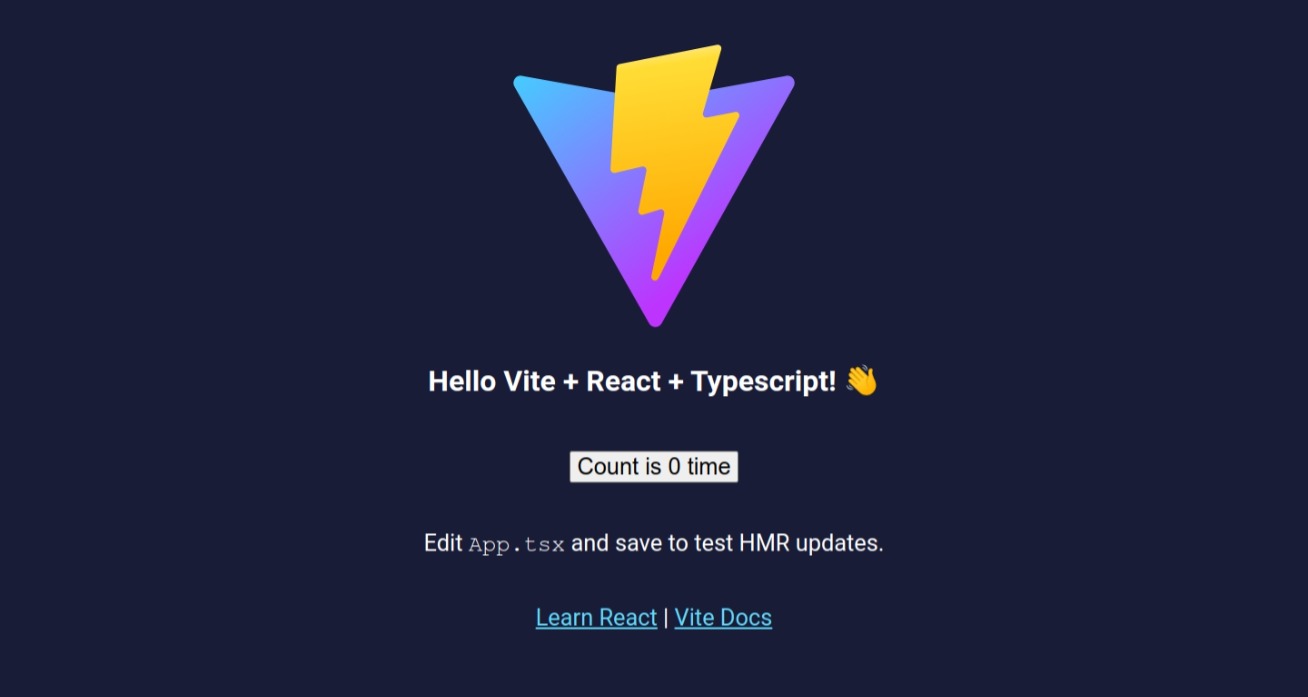 Hello Vite + React + Typescript! 👋
Count is 0 time
Edit App.tsx and save to test HMR updates.
Learn React | Vite Docs